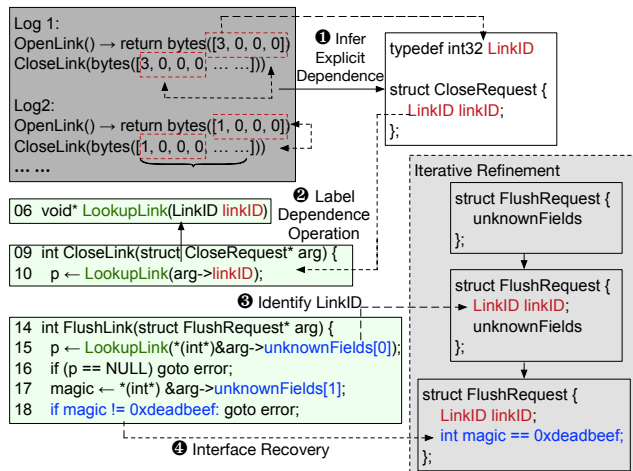 Log 1:
OpenLink() → return bytes([3, 0, 0, 0])
CloseLink(bytes([3, 0, 0, 0, … …]))
Log2:
OpenLink() → return bytes([1, 0, 0, 0])
CloseLink(bytes([1, 0, 0, 0, … …]))
… …
❶ Infer
Explicit
Dependence
typedef int32 LinkID
struct CloseRequest {
LinkID linkID;
};
❷ Label
Dependence
Operation
06 void* LookupLink(LinkID linkID)
09 int CloseLink(struct CloseRequest* arg) {
10 p ← LookupLink(arg->linkID);
❸ Identify LinkID
14 int FlushLink(struct FlushRequest* arg) {
15 p ← LookupLink(*(int*)&arg->unknownFields[0]);
16 if (p == NULL) goto error;
17 magic ← *(int*) &arg->unknownFields[1];
18 if magic != 0xdeadbeef: goto error;
❹ Interface Recovery
Iterative Refinement
struct FlushRequest {
unknownFields
};
struct FlushRequest {
LinkID linkID;
unknownFields
};
struct FlushRequest {
LinkID linkID;
int magic == 0xdeadbeef;
};